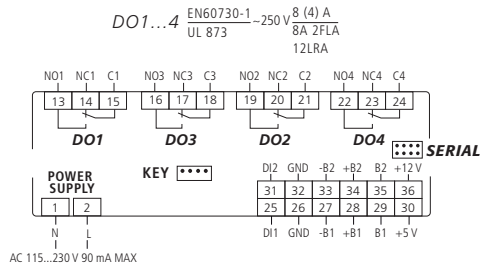 DO1...4 EN60730-1 ~250 V 8 (4) A
UL 873 8A 2FLA
12LRA
NO1 NC1 C1 NO3 NC3 C3 NO2 NC2 C2 NO4 NC4 C4
13 14 15 16 17 18 19 20 21 22 23 24
DO1 DO3 DO2 DO4
SERIAL
KEY
POWER
SUPPLY
DI2 GND -B2 +B2 B2 +12 V
31 32 33 34 35 36
1 2 25 26 27 28 29 30
N L DI1 GND -B1 +B1 B1 +5 V
AC 115...230 V 90 mA MAX